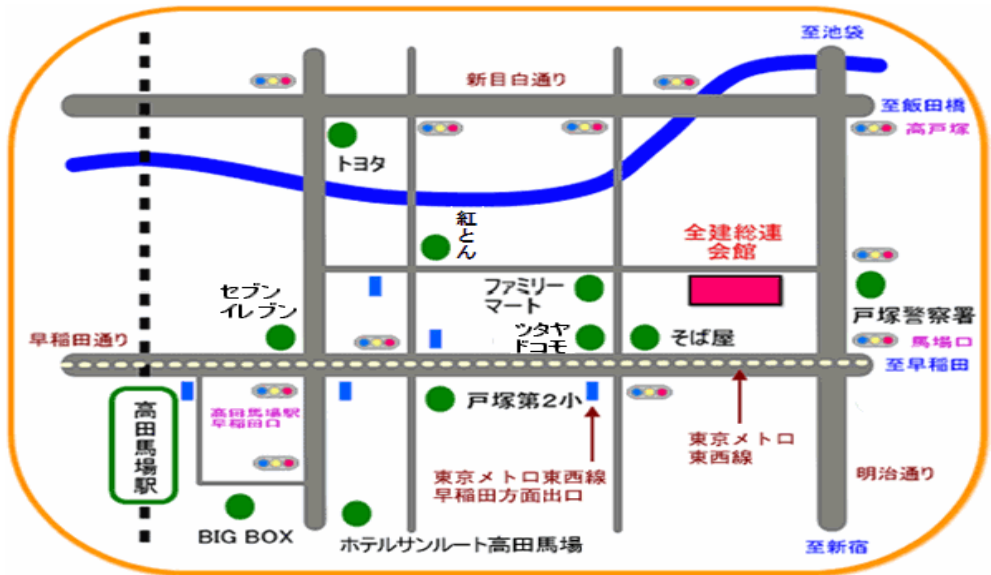 至池袋
新目白通り
至飯田橋
高戸塚
トヨタ
紅とん
全建総連
会館
セブン
イレブン
ファミリー
マート
戸塚警察署
早稲田通り
ツタヤ
ドコモ
そば屋
馬場口
至早稲田
高田馬場駅
高田馬場駅
早稲田口
戸塚第2小
東京メトロ
東西線
東京メトロ東西線
早稲田方面出口
明治通り
BIG BOX
ホテルサンルート高田馬場
至新宿